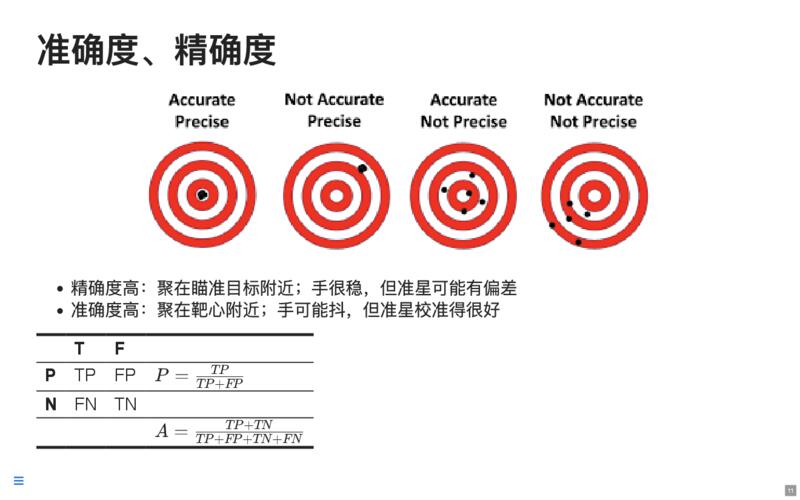 准确度、精确度
Accurate Precise
Not Accurate Precise
Accurate Not Precise
Not Accurate Not Precise
• 精确度高：聚在瞄准目标附近；手很稳，但准星可能有偏差
• 准确度高：聚在靶心附近；手可能抖，但准星校准得很好
T F
P TP FP P = TP / TP+FP
N FN TN
A = TP+TN / TP+FP+TN+FN
11